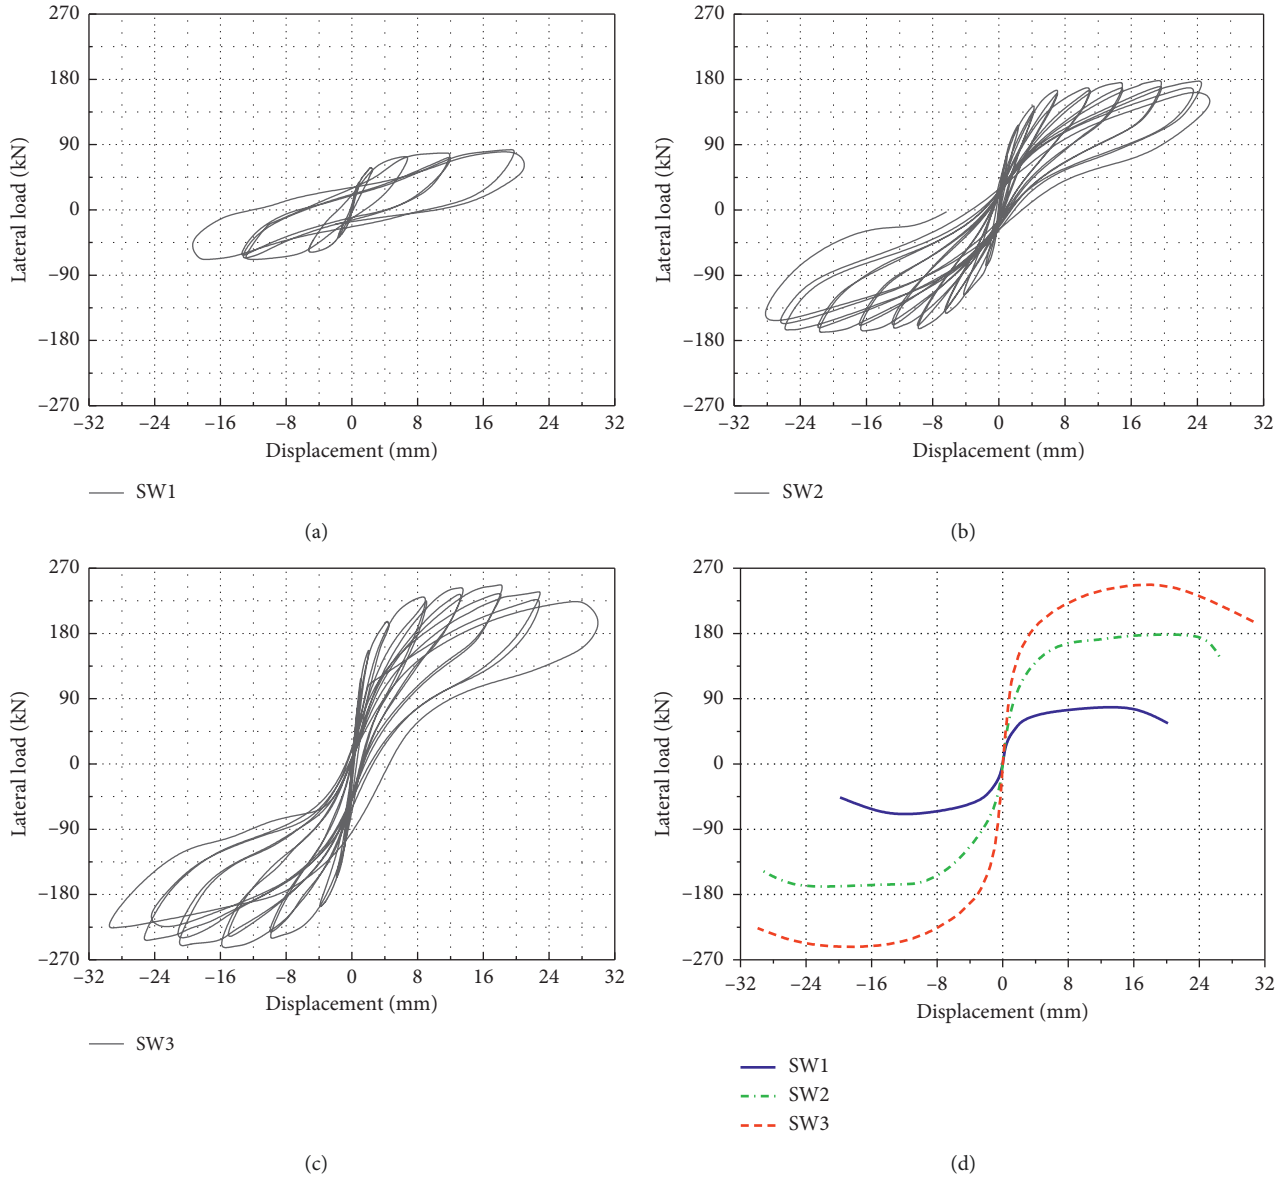 270
180
90
0
−90
−180
−270
Lateral load (kN)
−32 −24 −16 −8 0 8 16 24 32
Displacement (mm)
SW1
(a)
270
180
90
0
−90
−180
−270
Lateral load (kN)
−32 −24 −16 −8 0 8 16 24 32
Displacement (mm)
SW2
(b)
270
180
90
0
−90
−180
−270
Lateral load (kN)
−32 −24 −16 −8 0 8 16 24 32
Displacement (mm)
SW3
(c)
270
180
90
0
−90
−180
−270
Lateral load (kN)
−32 −24 −16 −8 0 8 16 24 32
Displacement (mm)
SW1
SW2
SW3
(d)